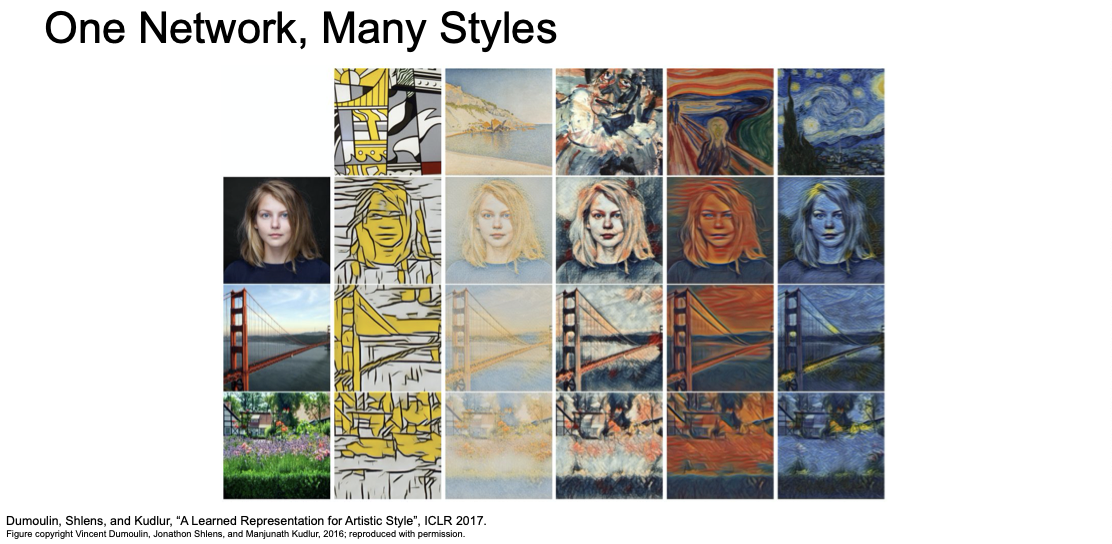 One Network, Many Styles
Dumoulin, Shlens, and Kudlur, “A Learned Representation for Artistic Style”, ICLR 2017.
Figure copyright Vincent Dumoulin, Jonathon Shlens, and Manjunath Kudlur, 2016; reproduced with permission.